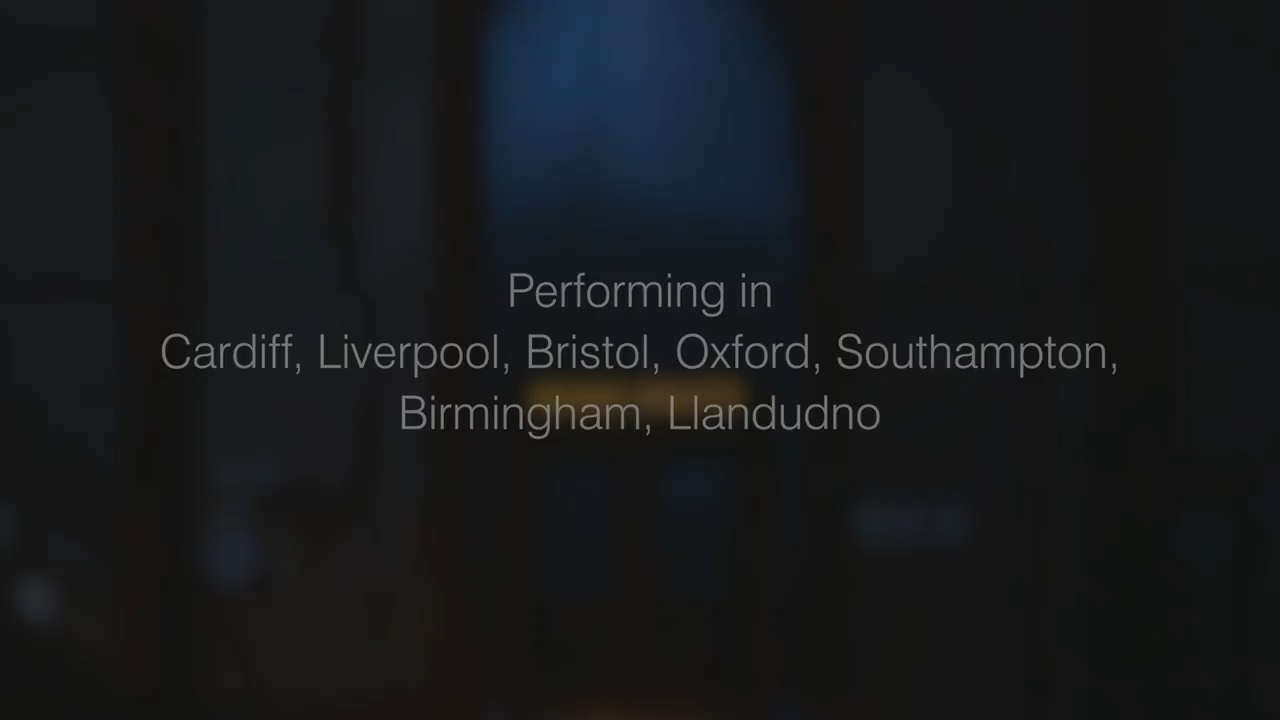 Performing in
Cardiff, Liverpool, Bristol, Oxford, Southampton,
Birmingham, Llandudno